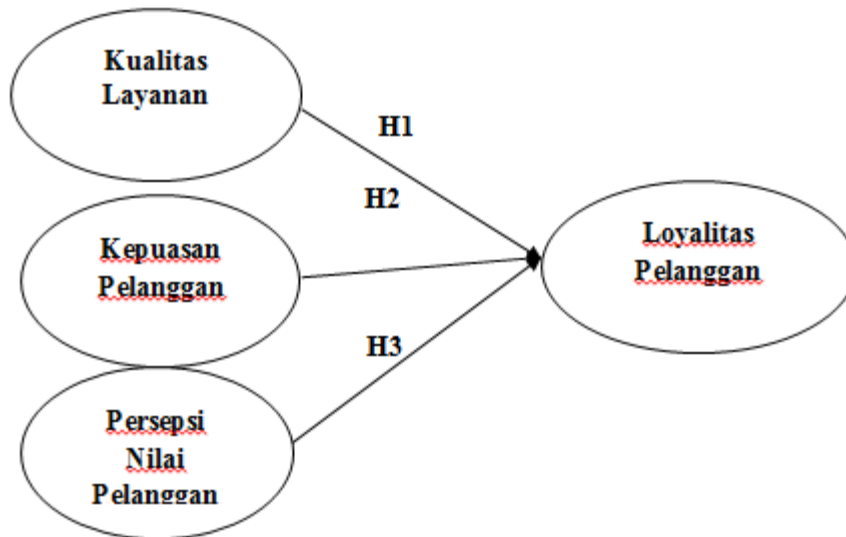 Kualitas
Layanan
H1
H2
Kepuasan
Pelanggan
Loyalitas
Pelanggan
H3
Persepsi
Nilai
Pelanggan